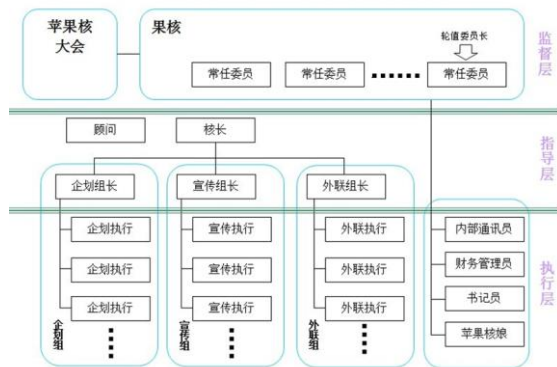 苹果核
大会
果核
轮值委员长
常任委员
常任委员
常任委员
监督层
顾问
核长
指导层
企划组长
宣传组长
外联组长
企划执行
宣传执行
外联执行
内部通讯员
企划执行
宣传执行
外联执行
财务管理员
企划执行
宣传执行
外联执行
书记员
苹果核娘
企划组
宣传组
外联组
执行层